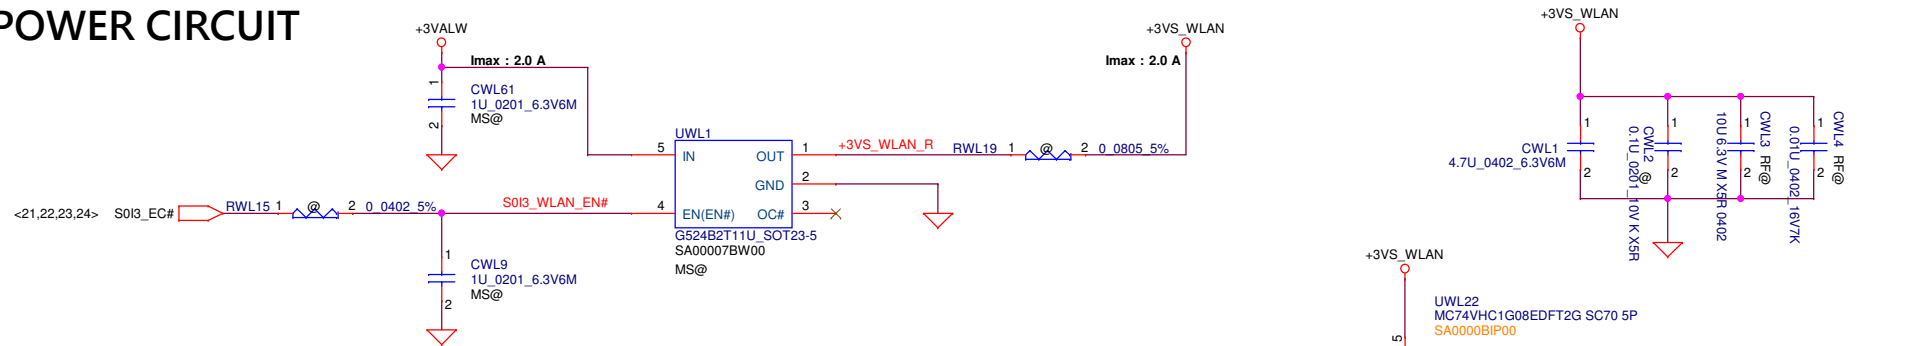 POWER CIRCUIT
+3VALW
Imax : 2.0 A
1
CWL61
1U_0201_6.3V6M
MS@
2
UWL1
5 IN OUT 1
GND 2
4 EN(EN#) OC# 3
G524B2T11U_SOT23-5
SA00007BW00
MS@
+3VS_WLAN_R
RWL19 1 @ 2 0_0805_5%
+3VS_WLAN
Imax : 2.0 A
<21,22,23,24> S0I3_EC#
RWL15 1 @ 2 0_0402_5%
S0I3_WLAN_EN#
1
CWL9
1U_0201_6.3V6M
MS@
2
+3VS_WLAN
1
CWL1
4.7U_0402_6.3V6M
2
1
CWL2
0.1U_0201_10V K X5R
@
2
1
CWL3 RF@
10U 6.3V M X5R 0402
2
1
CWL4 RF@
0.01U_0402_16V7K
2
+3VS_WLAN
UWL22
MC74VHC1G08EDFT2G SC70 5P
SA0000BIP00
5